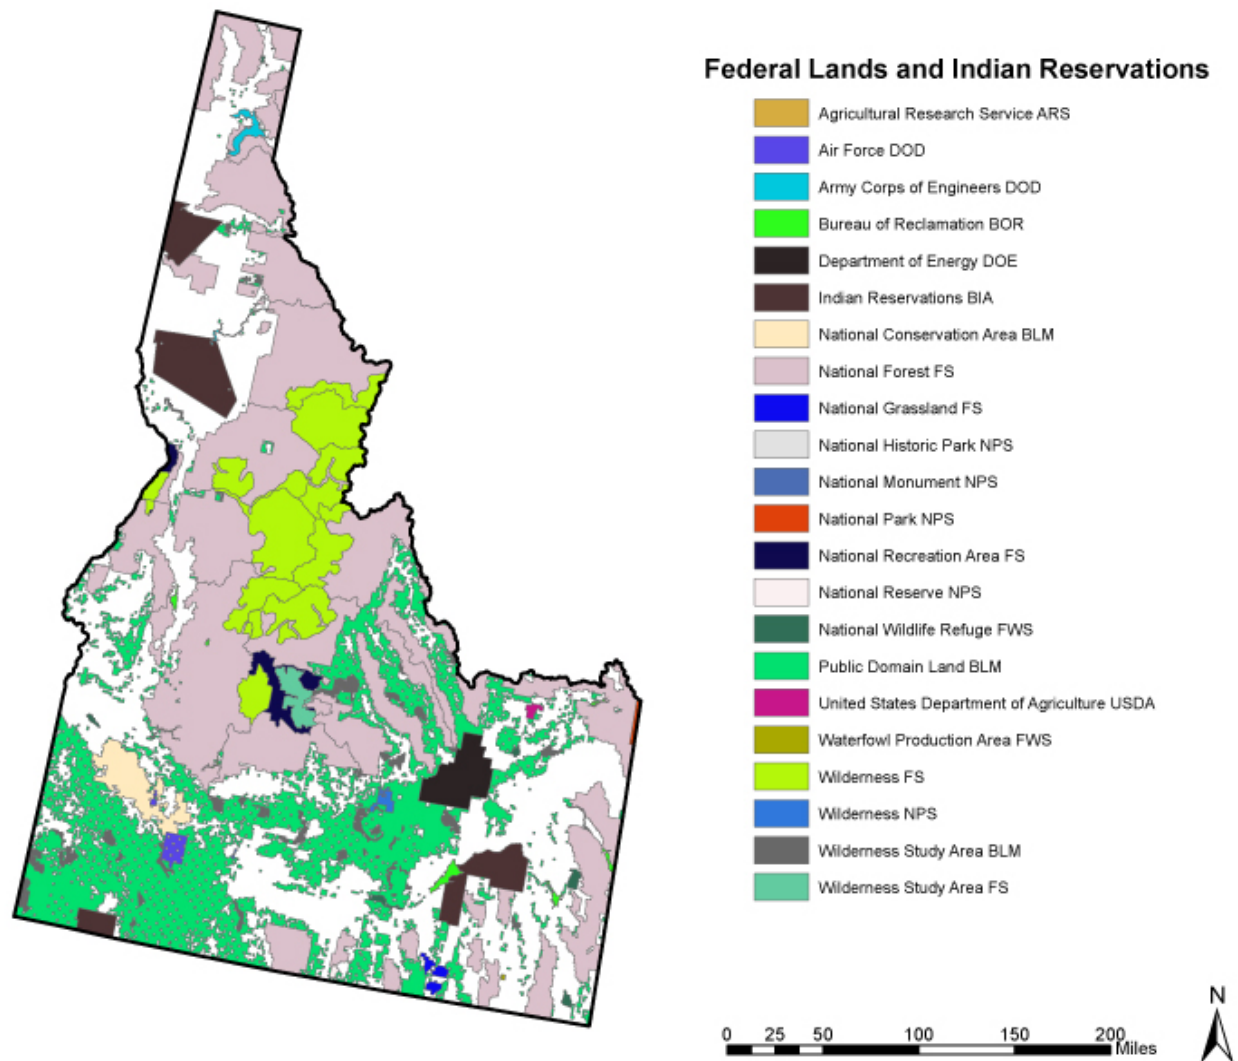 Federal Lands and Indian Reservations
Agricultural Research Service ARS
Air Force DOD
Army Corps of Engineers DOD
Bureau of Reclamation BOR
Department of Energy DOE
Indian Reservations BIA
National Conservation Area BLM
National Forest FS
National Grassland FS
National Historic Park NPS
National Monument NPS
National Park NPS
National Recreation Area FS
National Reserve NPS
National Wildlife Refuge FWS
Public Domain Land BLM
United States Department of Agriculture USDA
Waterfowl Production Area FWS
Wilderness FS
Wilderness NPS
Wilderness Study Area BLM
Wilderness Study Area FS
N
0 25 50 100 150 200
Miles